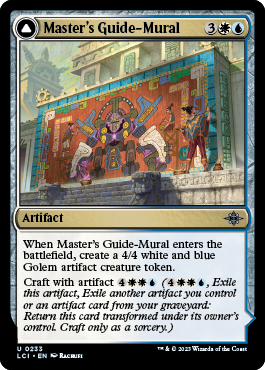 Master's Guide-Mural 3
Artifact
When Master's Guide-Mural enters the
battlefield, create a 4/4 white and blue
Golem artifact creature token.
Craft with artifact 4 (4, Exile
this artifact, Exile another artifact you control
or an artifact card from your graveyard:
Return this card transformed under its owner's
control. Craft only as a sorcery.)
U 0233
LCI • EN Racrufi ™ & © 2023 Wizards of the Coast